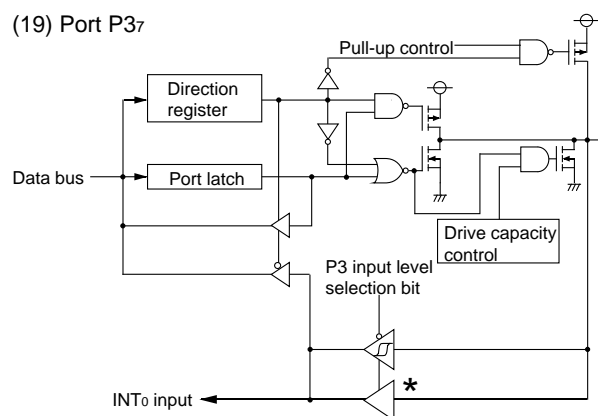 (19) Port P37
Pull-up control
Direction
register
Data bus
Port latch
Drive capacity
control
P3 input level
selection bit
*
INT0 input